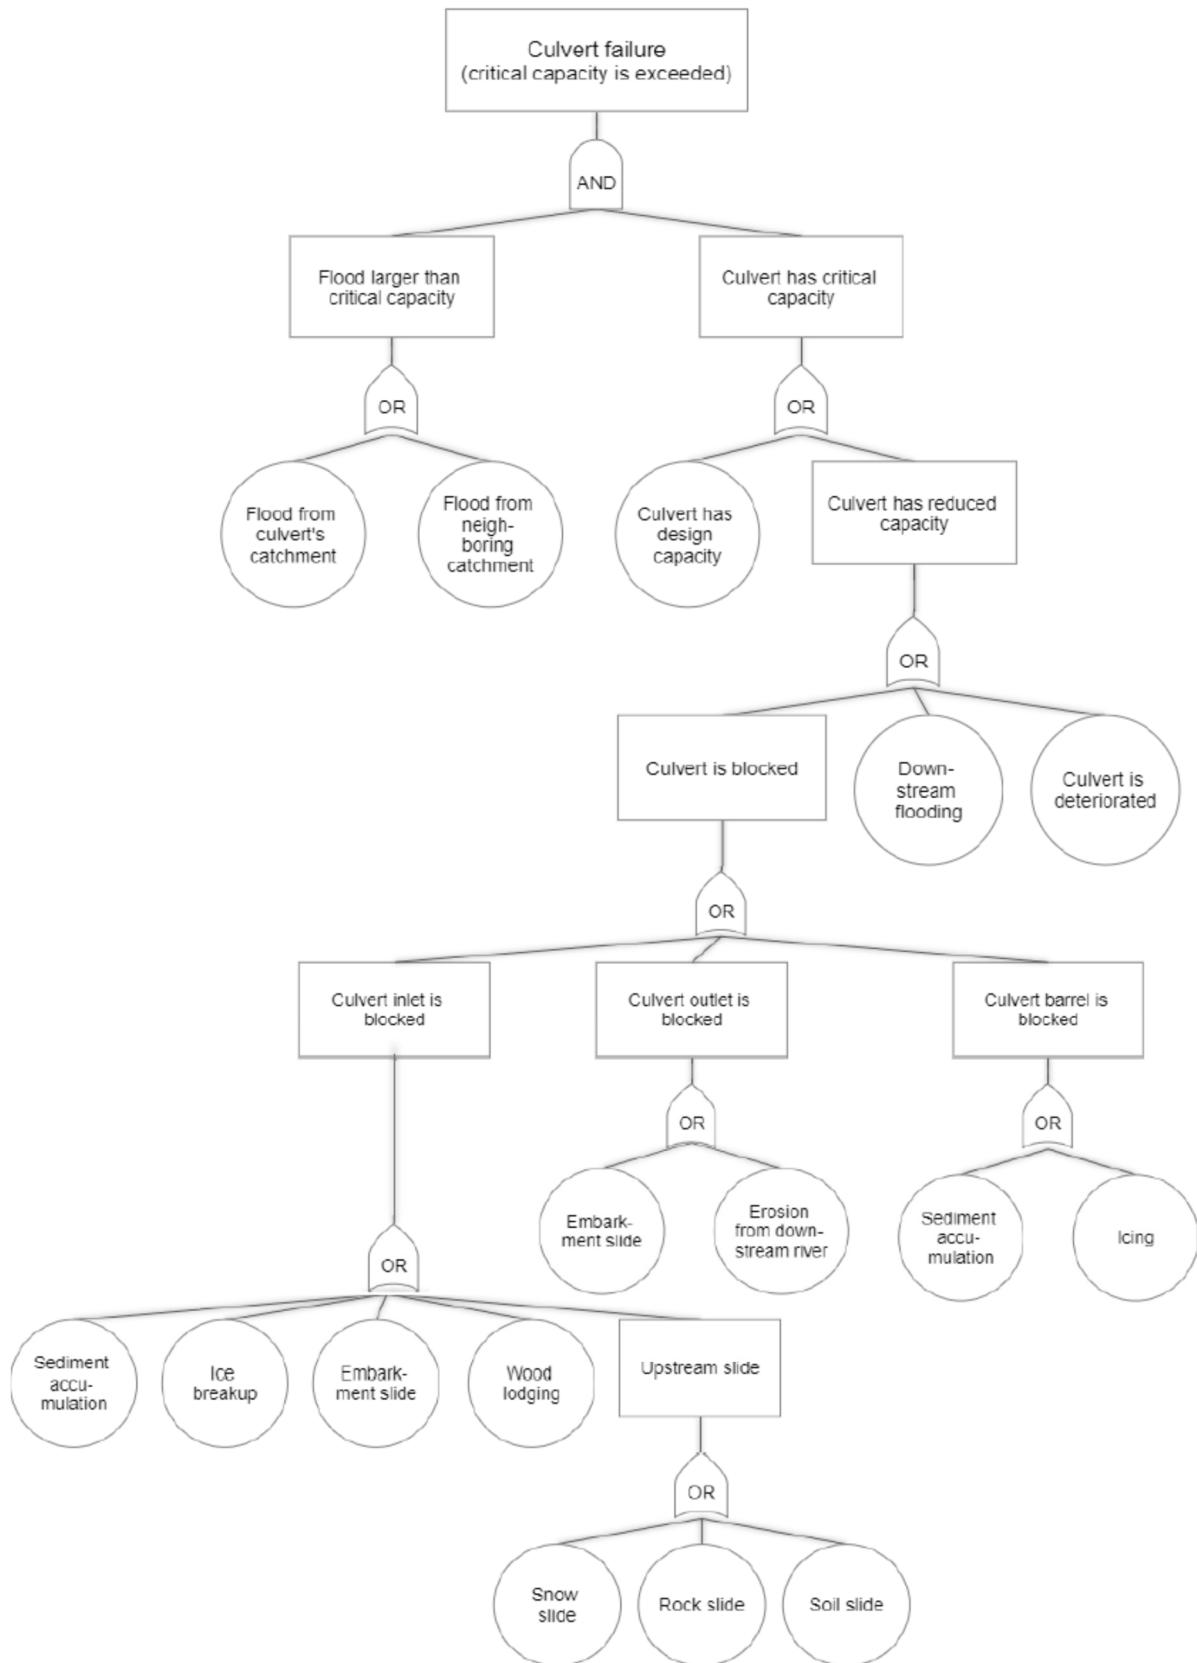 Culvert failure
(critical capacity is exceeded)
AND
Flood larger than
critical capacity
Culvert has critical
capacity
OR
OR
Flood from
culvert's
catchment
Flood from
neigh-
boring
catchment
Culvert has
design
capacity
Culvert has reduced
capacity
OR
Culvert is blocked
Down-
stream
flooding
Culvert is
deteriorated
OR
Culvert inlet is
blocked
Culvert outlet is
blocked
Culvert barrel is
blocked
OR
OR
Embark-
ment slide
Erosion
from down-
stream river
Sediment
accu-
mulation
Icing
OR
Sediment
accu-
mulation
Ice
breakup
Embark-
ment slide
Wood
lodging
Upstream slide
OR
Snow
slide
Rock slide
Soil slide